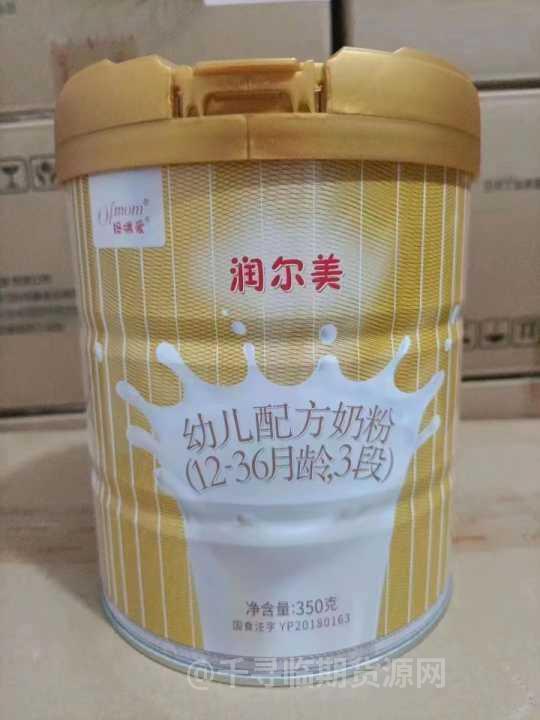 Ofmom®
润尔美
幼儿配方奶粉
(12-36月龄,3段)
净含量:350克
国食注字 YP20180163
@千寻临期货源网